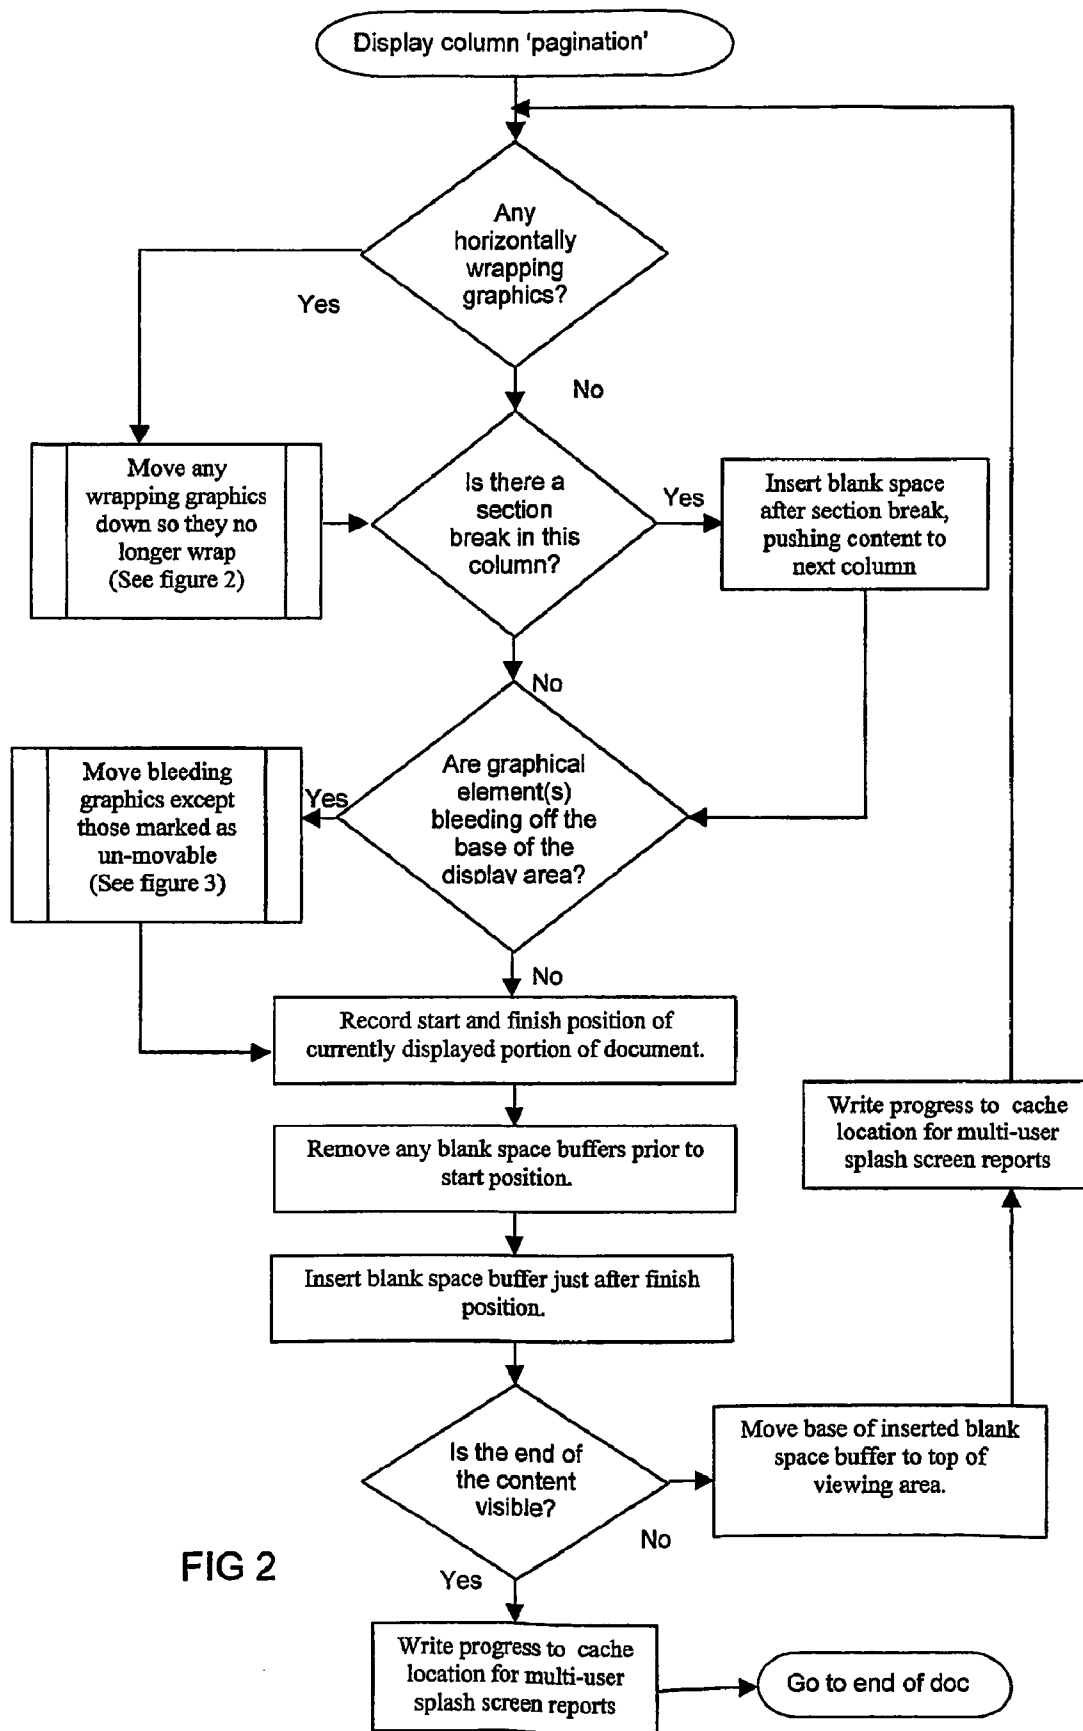 Display column 'pagination'
Any
horizontally
wrapping
graphics?
Yes
No
Move any
wrapping graphics
down so they no
longer wrap
(See figure 2)
Is there a
section
break in this
column?
Yes
Insert blank space
after section break,
pushing content to
next column
No
Are graphical
element(s)
bleeding off the
base of the
display area?
Yes
Move bleeding
graphics except
those marked as
un-movable
(See figure 3)
No
Record start and finish position of
currently displayed portion of document.
Write progress to cache
location for multi-user
splash screen reports
Remove any blank space buffers prior to
start position.
Insert blank space buffer just after finish
position.
Is the end of
the content
visible?
Move base of inserted blank
space buffer to top of
viewing area.
No
FIG 2
Yes
Write progress to cache
location for multi-user
splash screen reports
Go to end of doc